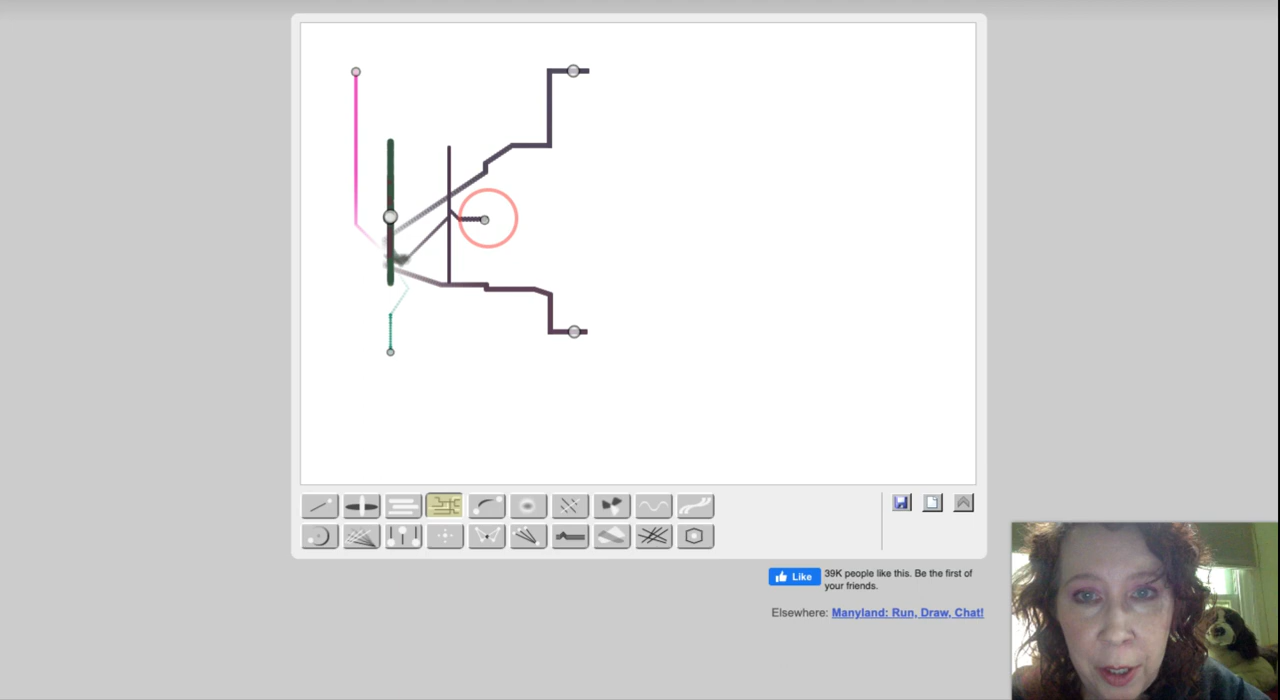 Like
39K people like this. Be the first of
your friends.
Elsewhere: Manyland: Run, Draw, Chat!